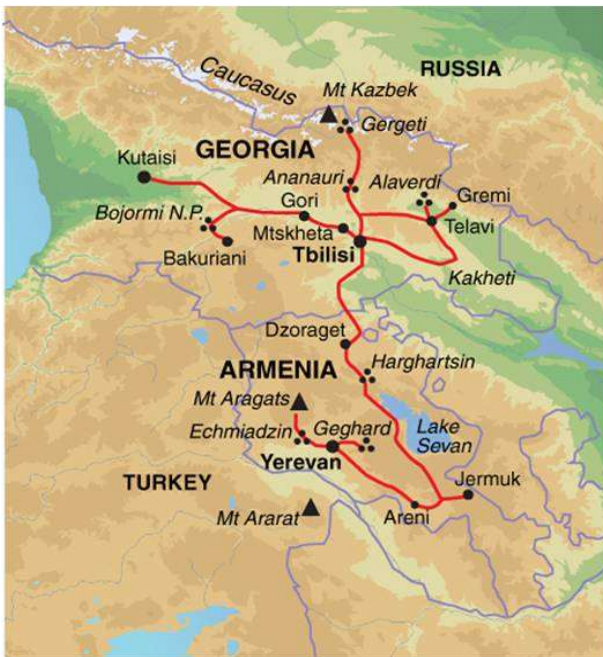 RUSSIA
Caucasus
Mt Kazbek
Gergeti
GEORGIA
Kutaisi
Ananauri
Alaverdi
Gremi
Gori
Bojormi N.P.
Telavi
Mtskheta
Bakuriani
Tbilisi
Kakheti
Dzoraget
Harghartsin
ARMENIA
Mt Aragats
Echmiadzin
Geghard
Lake
Sevan
Yerevan
TURKEY
Jermuk
Areni
Mt Ararat